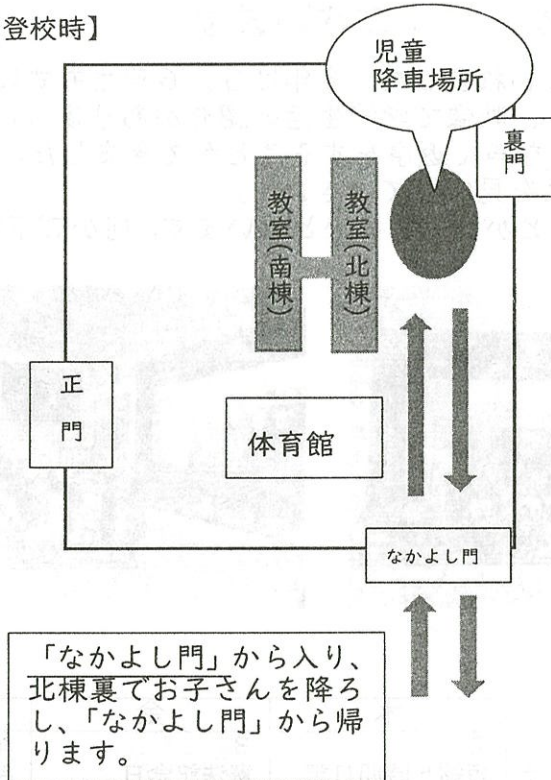 登校時】
児童
降車場所
裏門
教室(南棟)
教室(北棟)
正門
体育館
なかよし門
「なかよし門」から入り、
北棟裏でお子さんを降ろ
し、「なかよし門」から帰
ります。